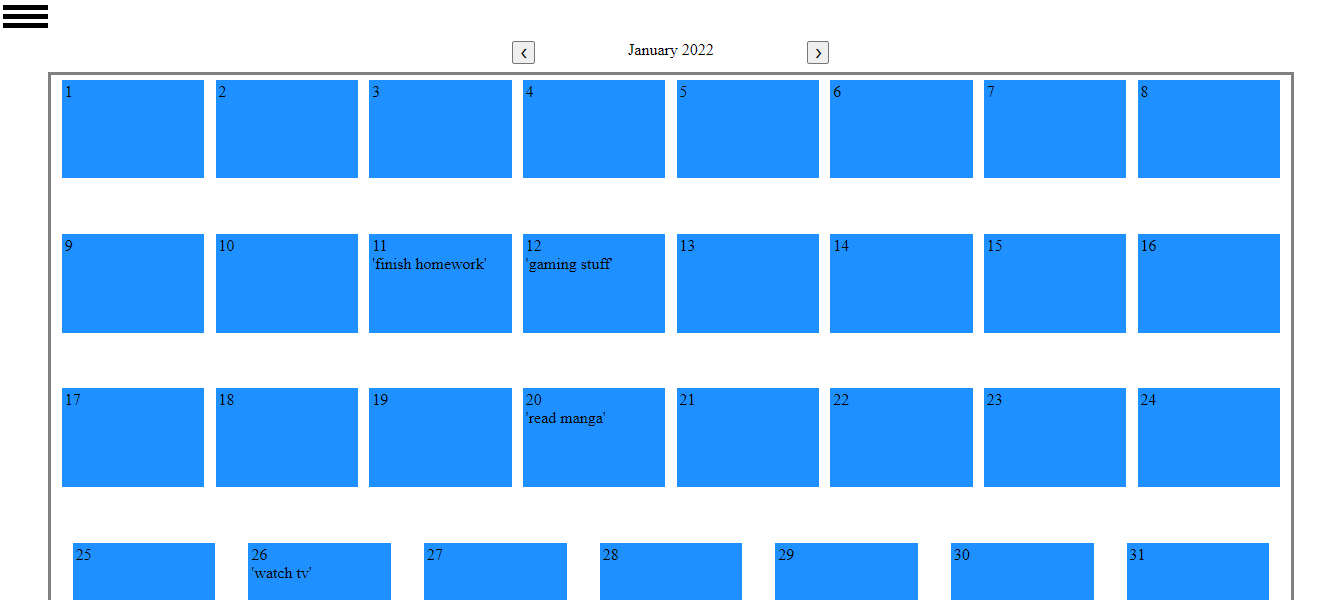 ‹ January 2022 ›
1 2 3 4 5 6 7 8
9 10 11 12 13 14 15 16
'finish homework' 'gaming stuff'
17 18 19 20 21 22 23 24
'read manga'
25 26 27 28 29 30 31
'watch tv'